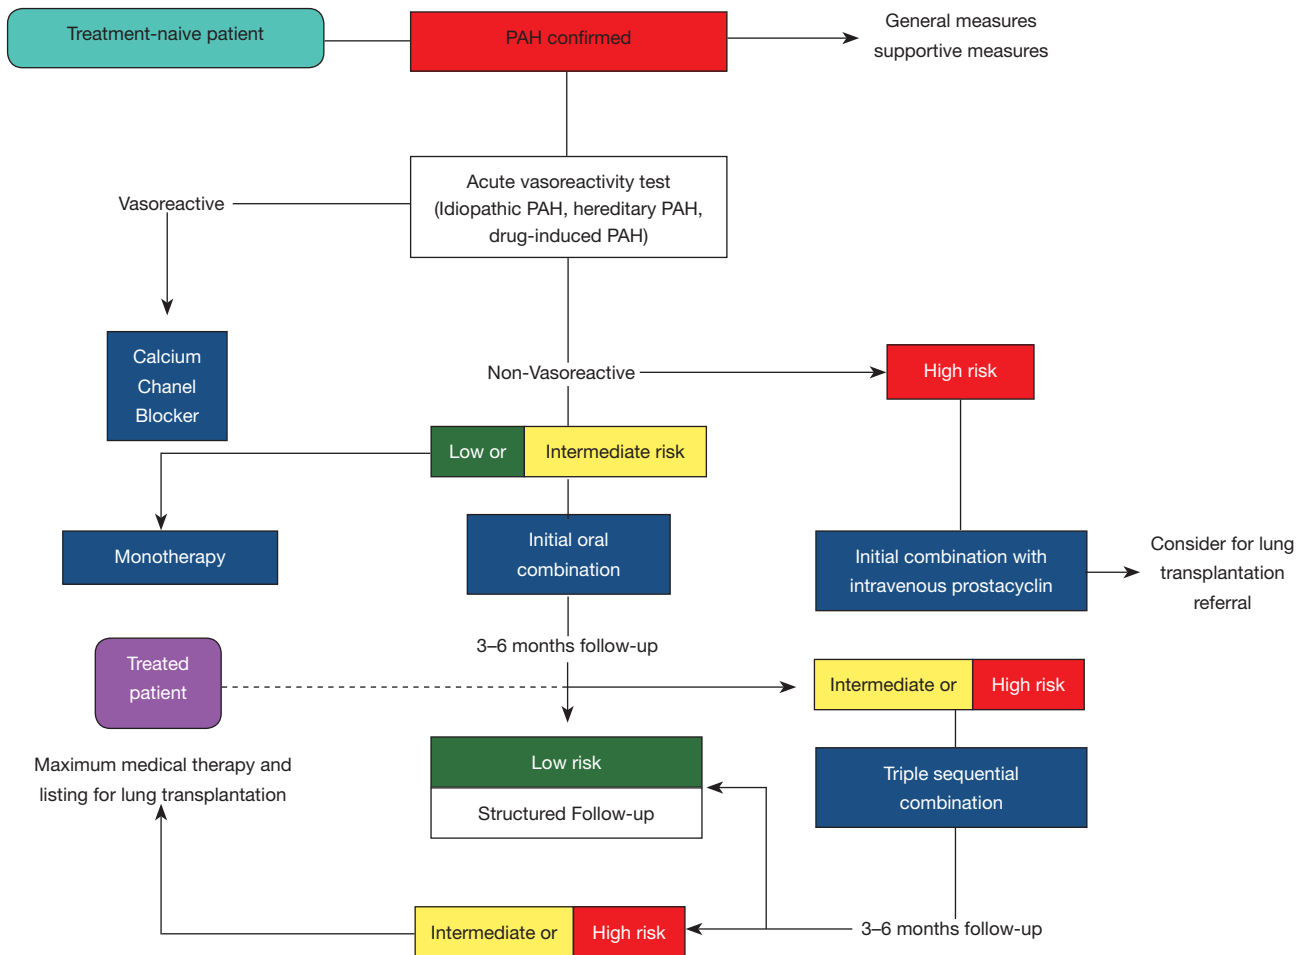 Treatment-naive patient
PAH confirmed
General measures
supportive measures
Acute vasoreactivity test
(Idiopathic PAH, hereditary PAH,
drug-induced PAH)
Vasoreactive
Calcium
Chanel
Blocker
Non-Vasoreactive
High risk
Low or
Intermediate risk
Monotherapy
Initial oral
combination
Initial combination with
intravenous prostacyclin
Consider for lung
transplantation
referral
3–6 months follow-up
Treated
patient
Intermediate or
High risk
Low risk
Structured Follow-up
Triple sequential
combination
Maximum medical therapy and
listing for lung transplantation
Intermediate or
High risk
3–6 months follow-up